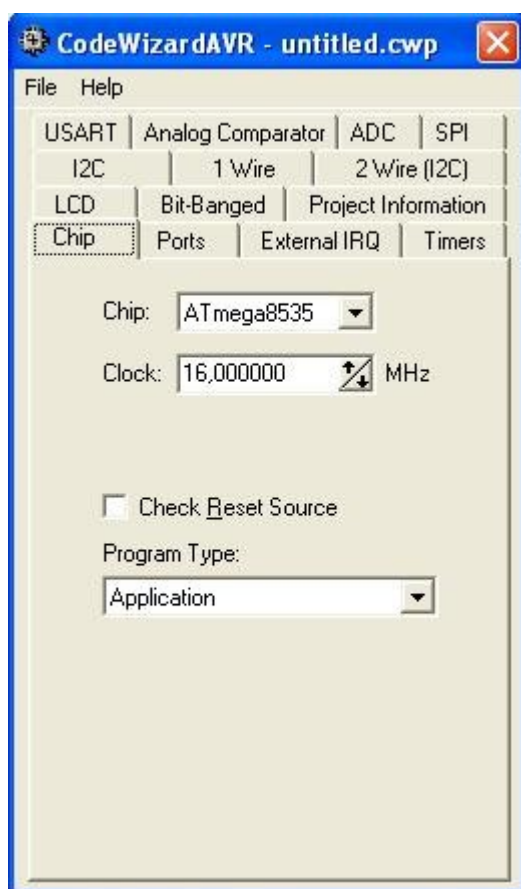 CodeWizardAVR - untitled.cwp
File Help
USART Analog Comparator ADC SPI
I2C 1 Wire 2 Wire (I2C)
LCD Bit-Banged Project Information
Chip Ports External IRQ Timers
Chip: ATmega8535
Clock: 16,000000 MHz
Check Reset Source
Program Type:
Application